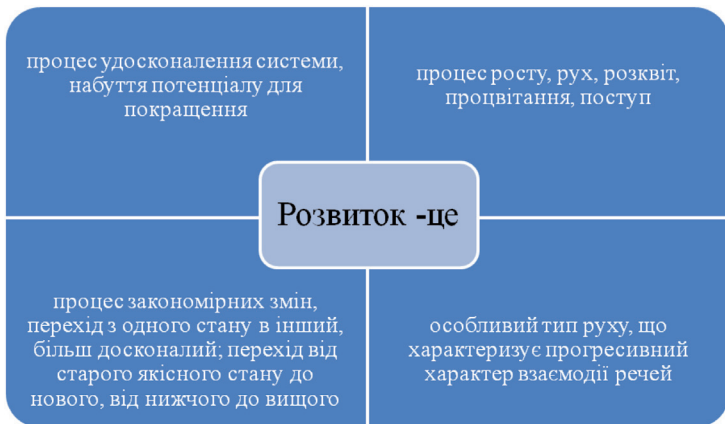 процес удосконалення системи,
набуття потенціалу для
покращення
процес росту, рух, розквіт,
процвітання, поступ
Розвиток -це
процес закономірних змін,
перехід з одного стану в інший,
більш досконалий; перехід від
старого якісного стану до
нового, від нижчого до вищого
особливий тип руху, що
характеризує прогресивний
характер взаємодії речей